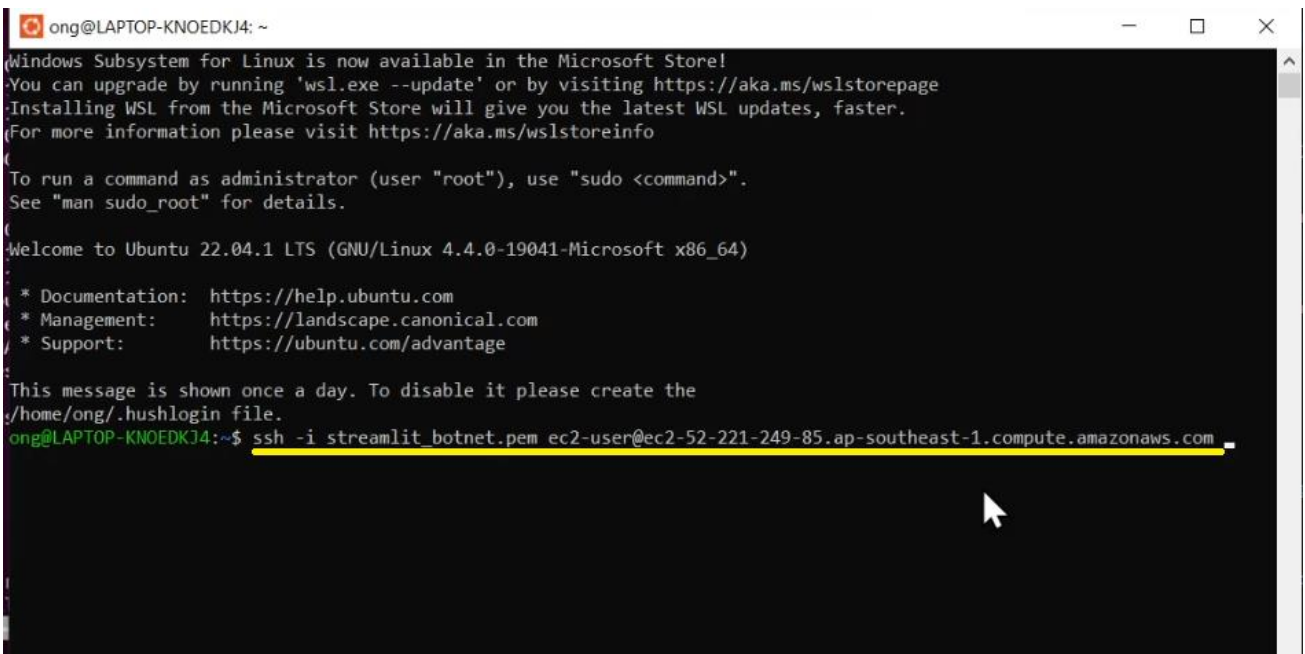 ong@LAPTOP-KNOEDKJ4: ~
Windows Subsystem for Linux is now available in the Microsoft Store!
You can upgrade by running 'wsl.exe --update' or by visiting https://aka.ms/wslstorepage
Installing WSL from the Microsoft Store will give you the latest WSL updates, faster.
For more information please visit https://aka.ms/wslstoreinfo
To run a command as administrator (user "root"), use "sudo <command>".
See "man sudo_root" for details.
Welcome to Ubuntu 22.04.1 LTS (GNU/Linux 4.4.0-19041-Microsoft x86_64)
* Documentation: https://help.ubuntu.com
* Management: https://landscape.canonical.com
* Support: https://ubuntu.com/advantage
This message is shown once a day. To disable it please create the
/home/ong/.hushlogin file.
ong@LAPTOP-KNOEDKJ4:~$ ssh -i streamlit_botnet.pem ec2-user@ec2-52-221-249-85.ap-southeast-1.compute.amazonaws.com